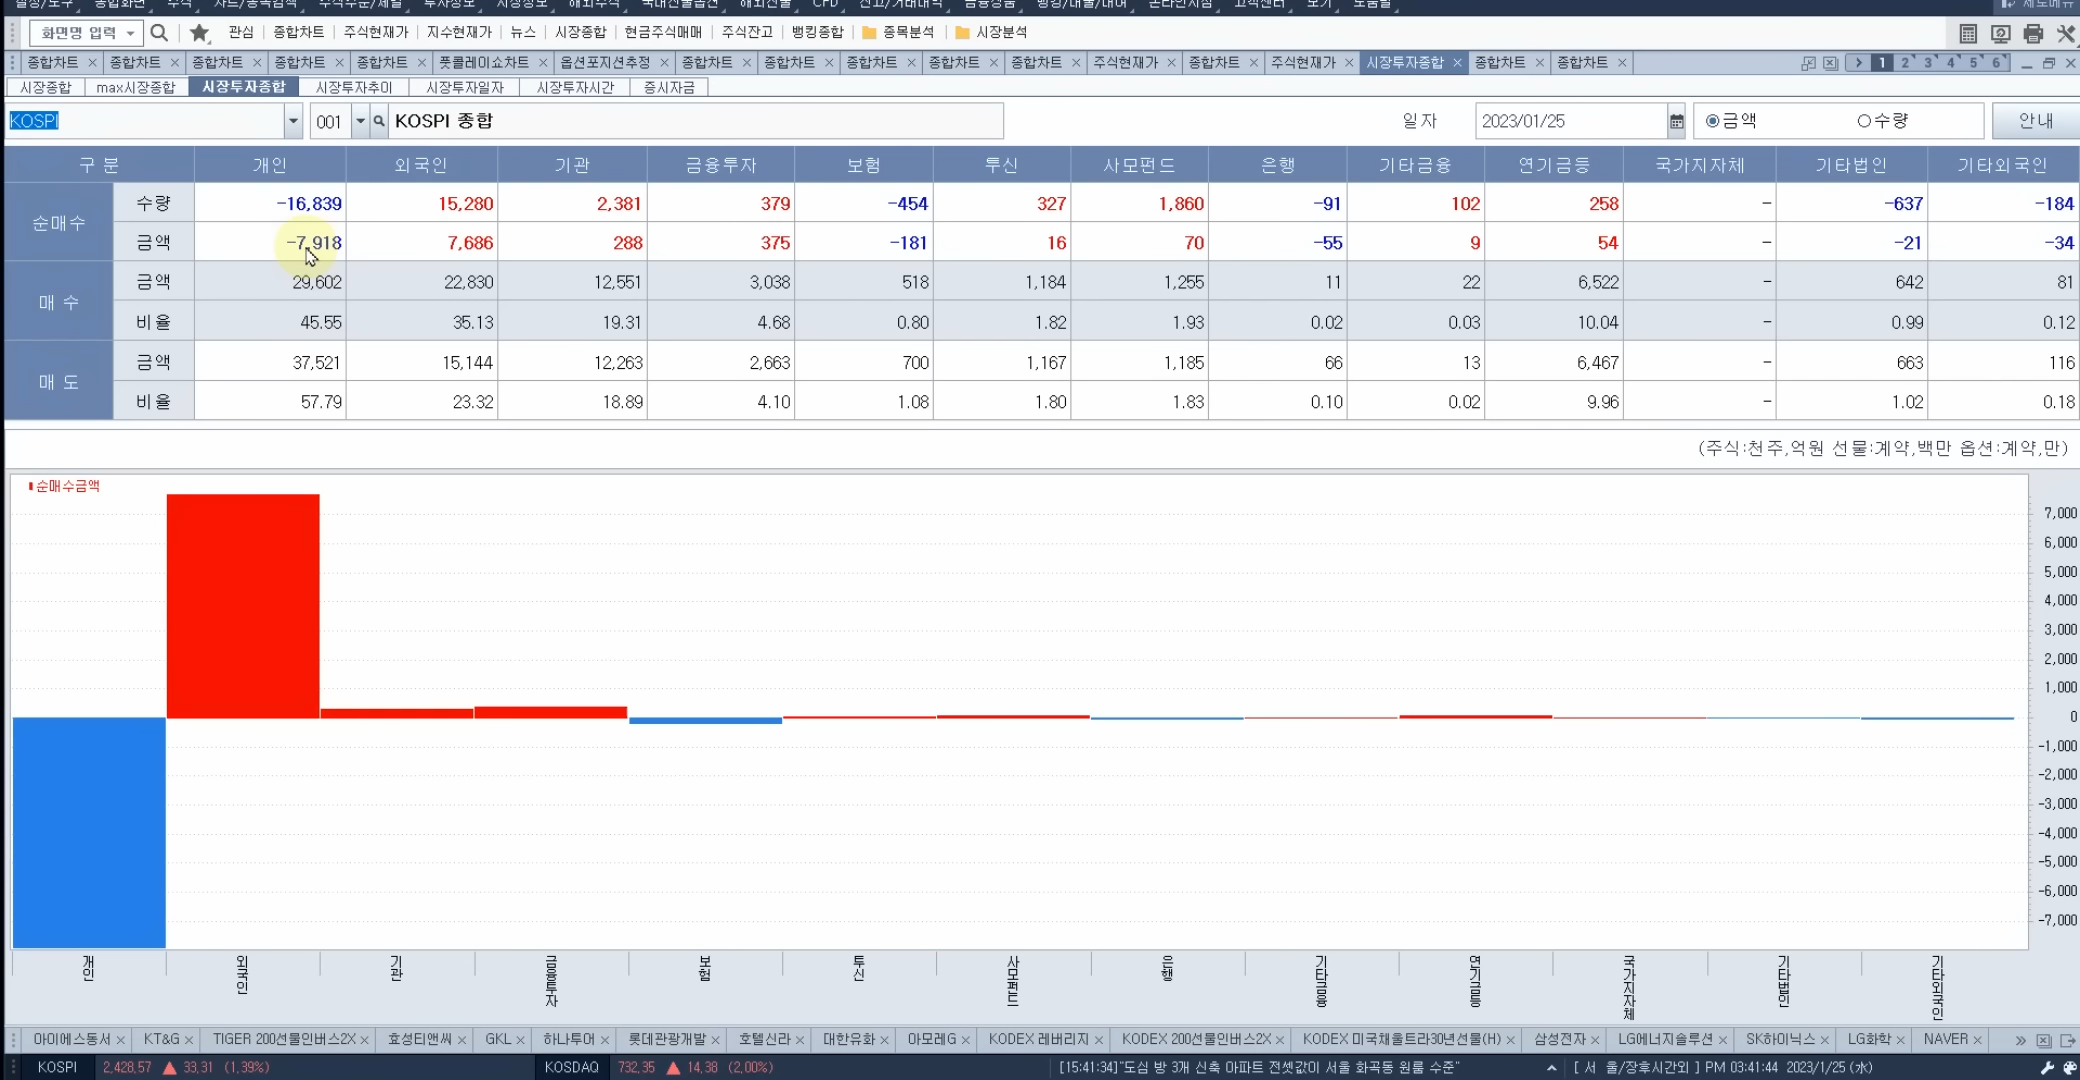 화면명 입력 관심 종합차트 주식현재가 지수현재가 뉴스 시장종합 현금주식매매 주식잔고 뱅킹종합 종목분석 시장분석
종합차트 × 종합차트 × 종합차트 × 종합차트 × 종합차트 × 풋콜레이쇼차트 × 옵션포지션추정 × 종합차트 × 종합차트 × 종합차트 × 종합차트 × 종합차트 × 주식현재가 × 종합차트 × 주식현재가 × 시장투자종합 × 종합차트 × 종합차트 × 1 2 3 4 5 6
시장종합 max시장종합 시장투자종합 시장투자추이 시장투자일자 시장투자시간 증시자금
KOSPI 001 KOSPI 종합 일자 2023/01/25 금액 수량 안내
구 분 개인 외국인 기관 금융투자 보험 투신 사모펀드 은행 기타금융 연기금등 국가지자체 기타법인 기타외국인
순매수 수량 -16,839 15,280 2,381 379 -454 327 1,860 -91 102 258 - -637 -184
금액 -7,918 7,686 288 375 -181 16 70 -55 9 54 - -21 -34
매 수 금액 29,602 22,830 12,551 3,038 518 1,184 1,255 11 22 6,522 - 642 81
비율 45.55 35.13 19.31 4.68 0.80 1.82 1.93 0.02 0.03 10.04 - 0.99 0.12
매 도 금액 37,521 15,144 12,263 2,663 700 1,167 1,185 66 13 6,467 - 663 116
비율 57.79 23.32 18.89 4.10 1.08 1.80 1.83 0.10 0.02 9.96 - 1.02 0.18
(주식:천주,억원 선물:계약,백만 옵션:계약,만)
순매수금액
7,000
6,000
5,000
4,000
3,000
2,000
1,000
0
-1,000
-2,000
-3,000
-4,000
-5,000
-6,000
-7,000
개인 외국인 기관 금융투자 보험 투신 사모펀드 은행 기타금융 연기금등 국가지자체 기타법인 기타외국인
아이에스동서 × KT&G × TIGER 200선물인버스2X × 효성티앤씨 × GKL × 하나투어 × 롯데관광개발 × 호텔신라 × 대한유화 × 아모레G × KODEX 레버리지 × KODEX 200선물인버스2X × KODEX 미국채울트라30년선물(H) × 삼성전자 × LG에너지솔루션 × SK하이닉스 × LG화학 × NAVER ×
KOSPI 2,428,57 ▲ 33,31 (1,39%) KOSDAQ 732,35 ▲ 14,38 (2,00%) [15:41:34]"도심 방 3개 신축 아파트 전셋값이 서울 화곡동 원룸 수준" [ 서 울/장후시간외 ] PM 03:41:44 2023/1/25 (水)